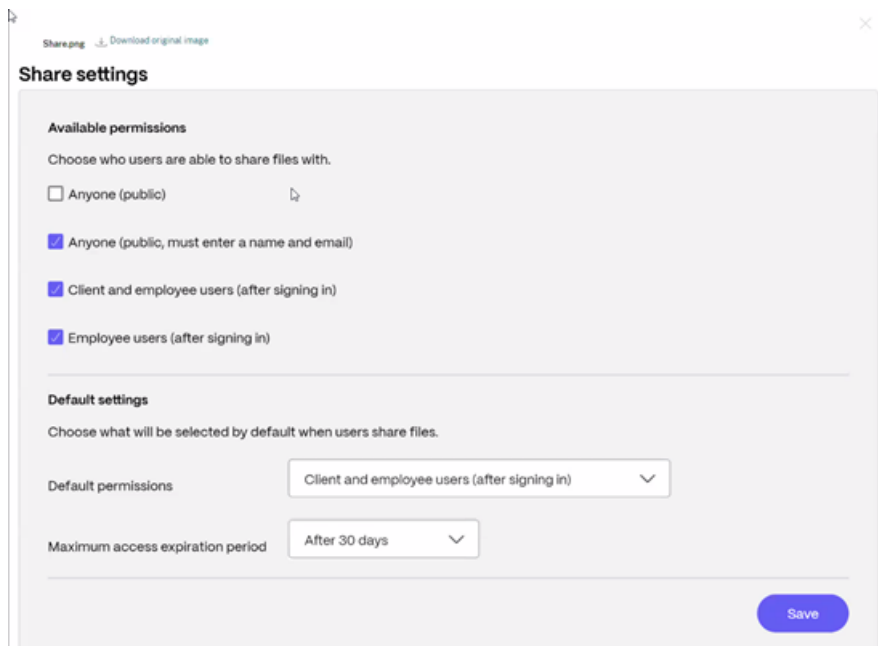 Share.png Download original image
Share settings
Available permissions
Choose who users are able to share files with.
Anyone (public)
Anyone (public, must enter a name and email)
Client and employee users (after signing in)
Employee users (after signing in)
Default settings
Choose what will be selected by default when users share files.
Default permissions Client and employee users (after signing in)
Maximum access expiration period After 30 days
Save